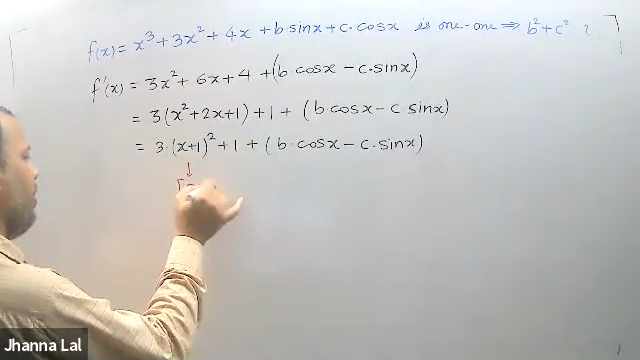 f(x) = x³ + 3x² + 4x + b·sinx + c·cosx is one-one ⇒ b² + c² ?
f'(x) = 3x² + 6x + 4 + (b cosx − c·sinx)
= 3(x² + 2x + 1) + 1 + (b·cosx − c sinx)
= 3·(x+1)² + 1 + (b·cosx − c·sinx)
Jhanna Lal